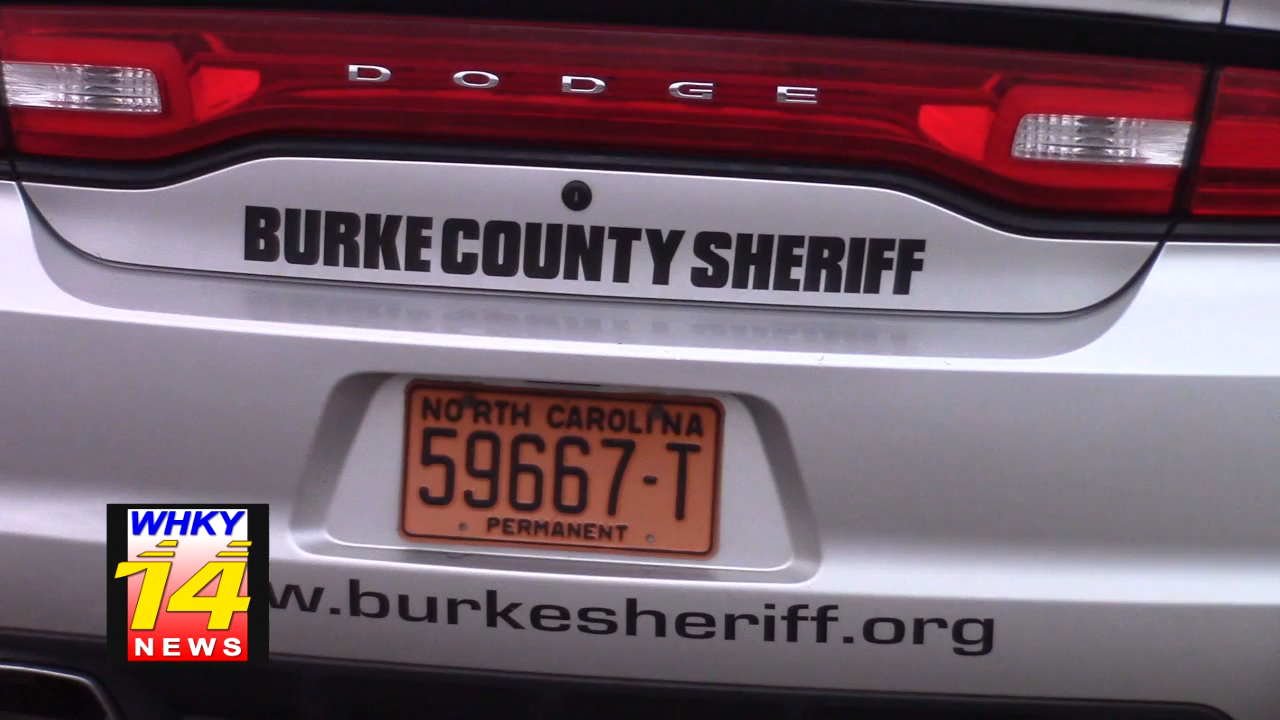 DODGE
BURKE COUNTY SHERIFF
NORTH CAROLINA
59667-T
PERMANENT
w.burkesheriff.org
WHKY
14
NEWS